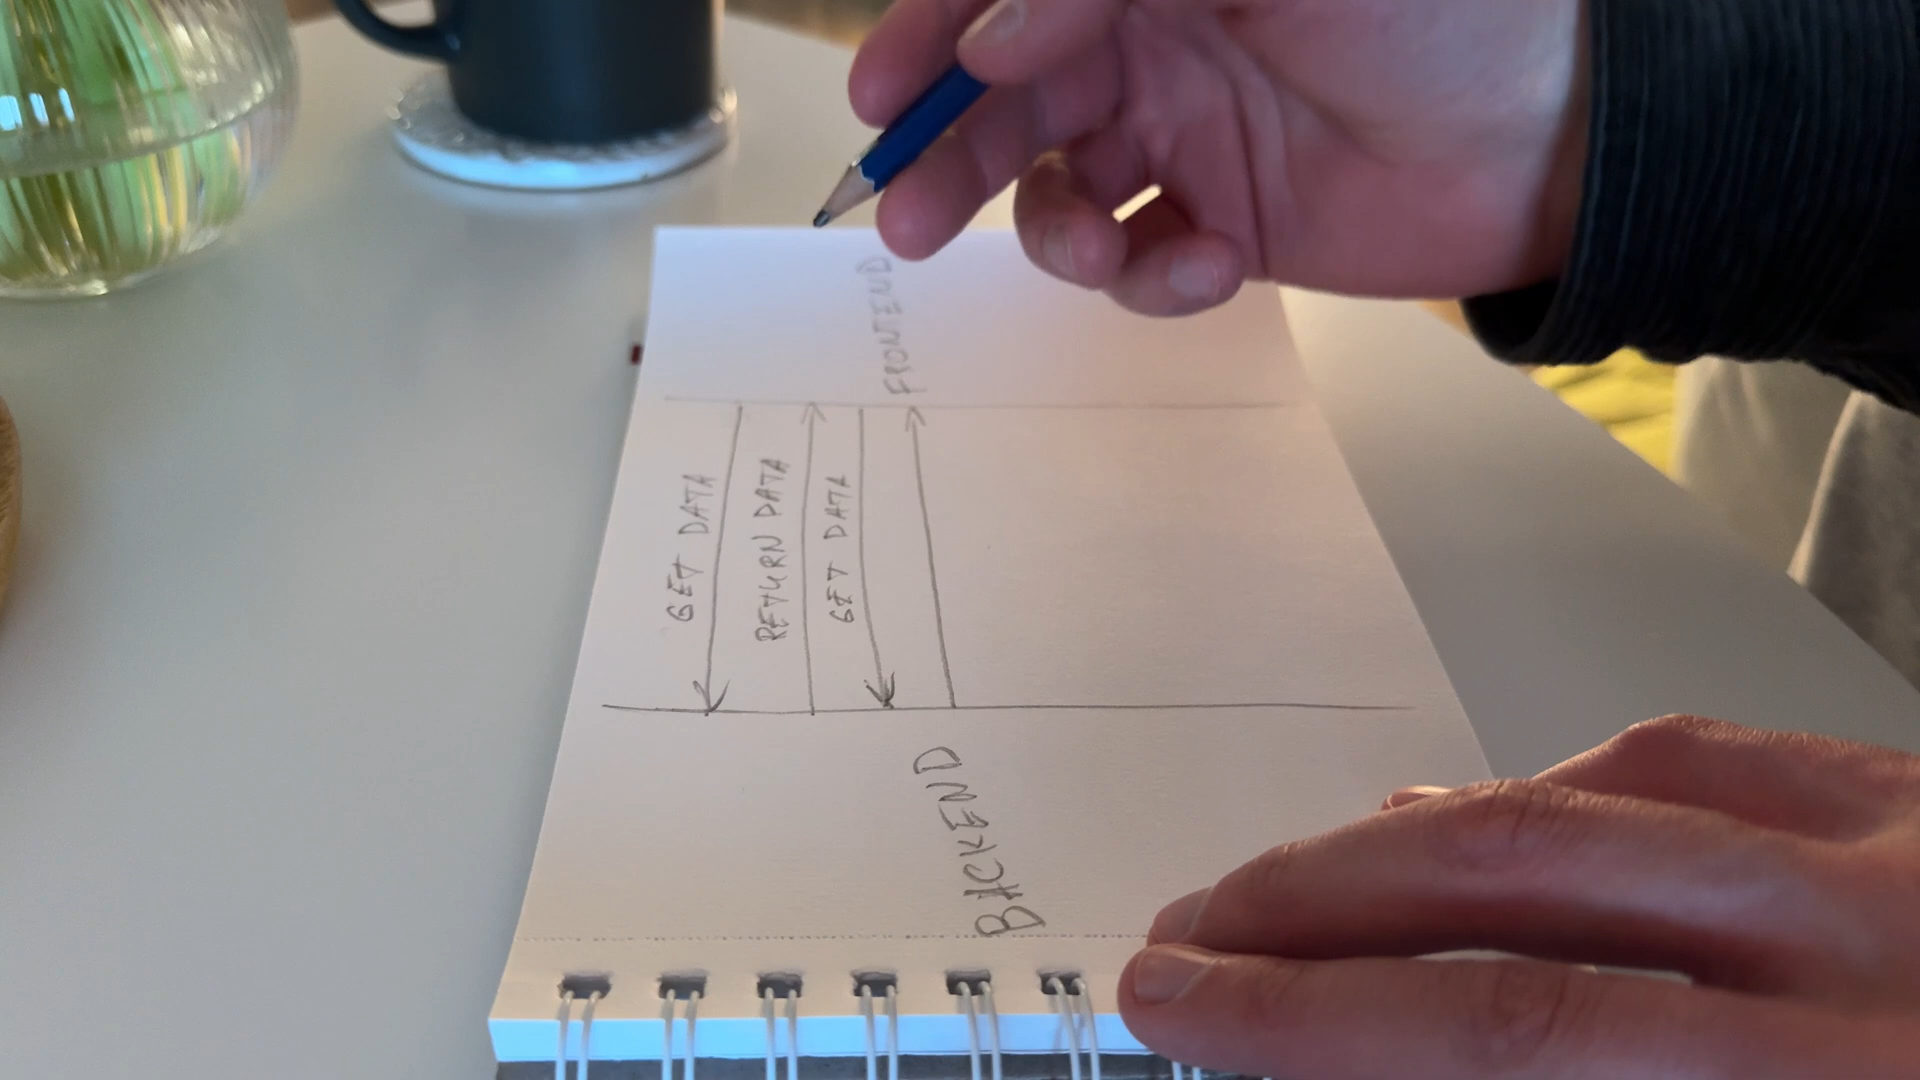 GET DATA
RETURN DATA
GET DATA
FRONTEND
BACKEND